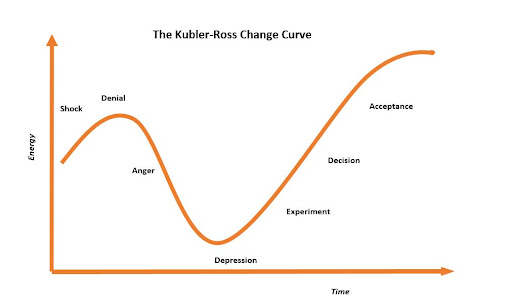 The Kubler-Ross Change Curve
Denial
Shock
Acceptance
Energy
Decision
Anger
Experiment
Depression
Time